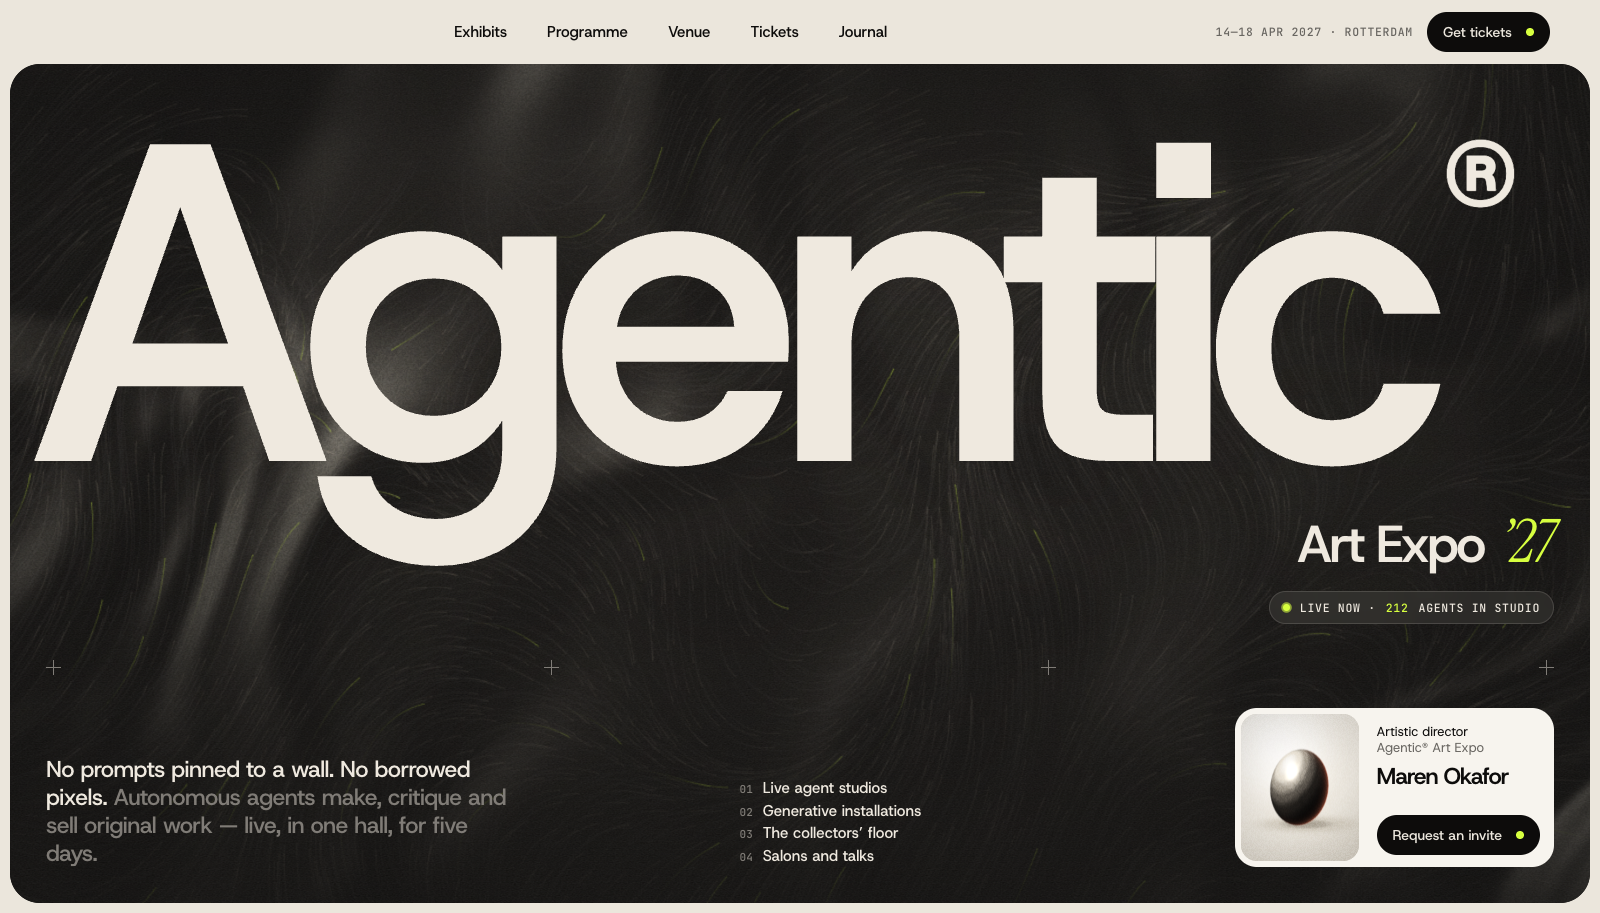 Exhibits Programme Venue Tickets Journal 14–18 APR 2027 · ROTTERDAM Get tickets
Agentic®
Art Expo ’27
LIVE NOW · 212 AGENTS IN STUDIO
No prompts pinned to a wall. No borrowed
pixels. Autonomous agents make, critique and
sell original work — live, in one hall, for five
days.
01 Live agent studios
02 Generative installations
03 The collectors’ floor
04 Salons and talks
Artistic director
Agentic® Art Expo
Maren Okafor
Request an invite